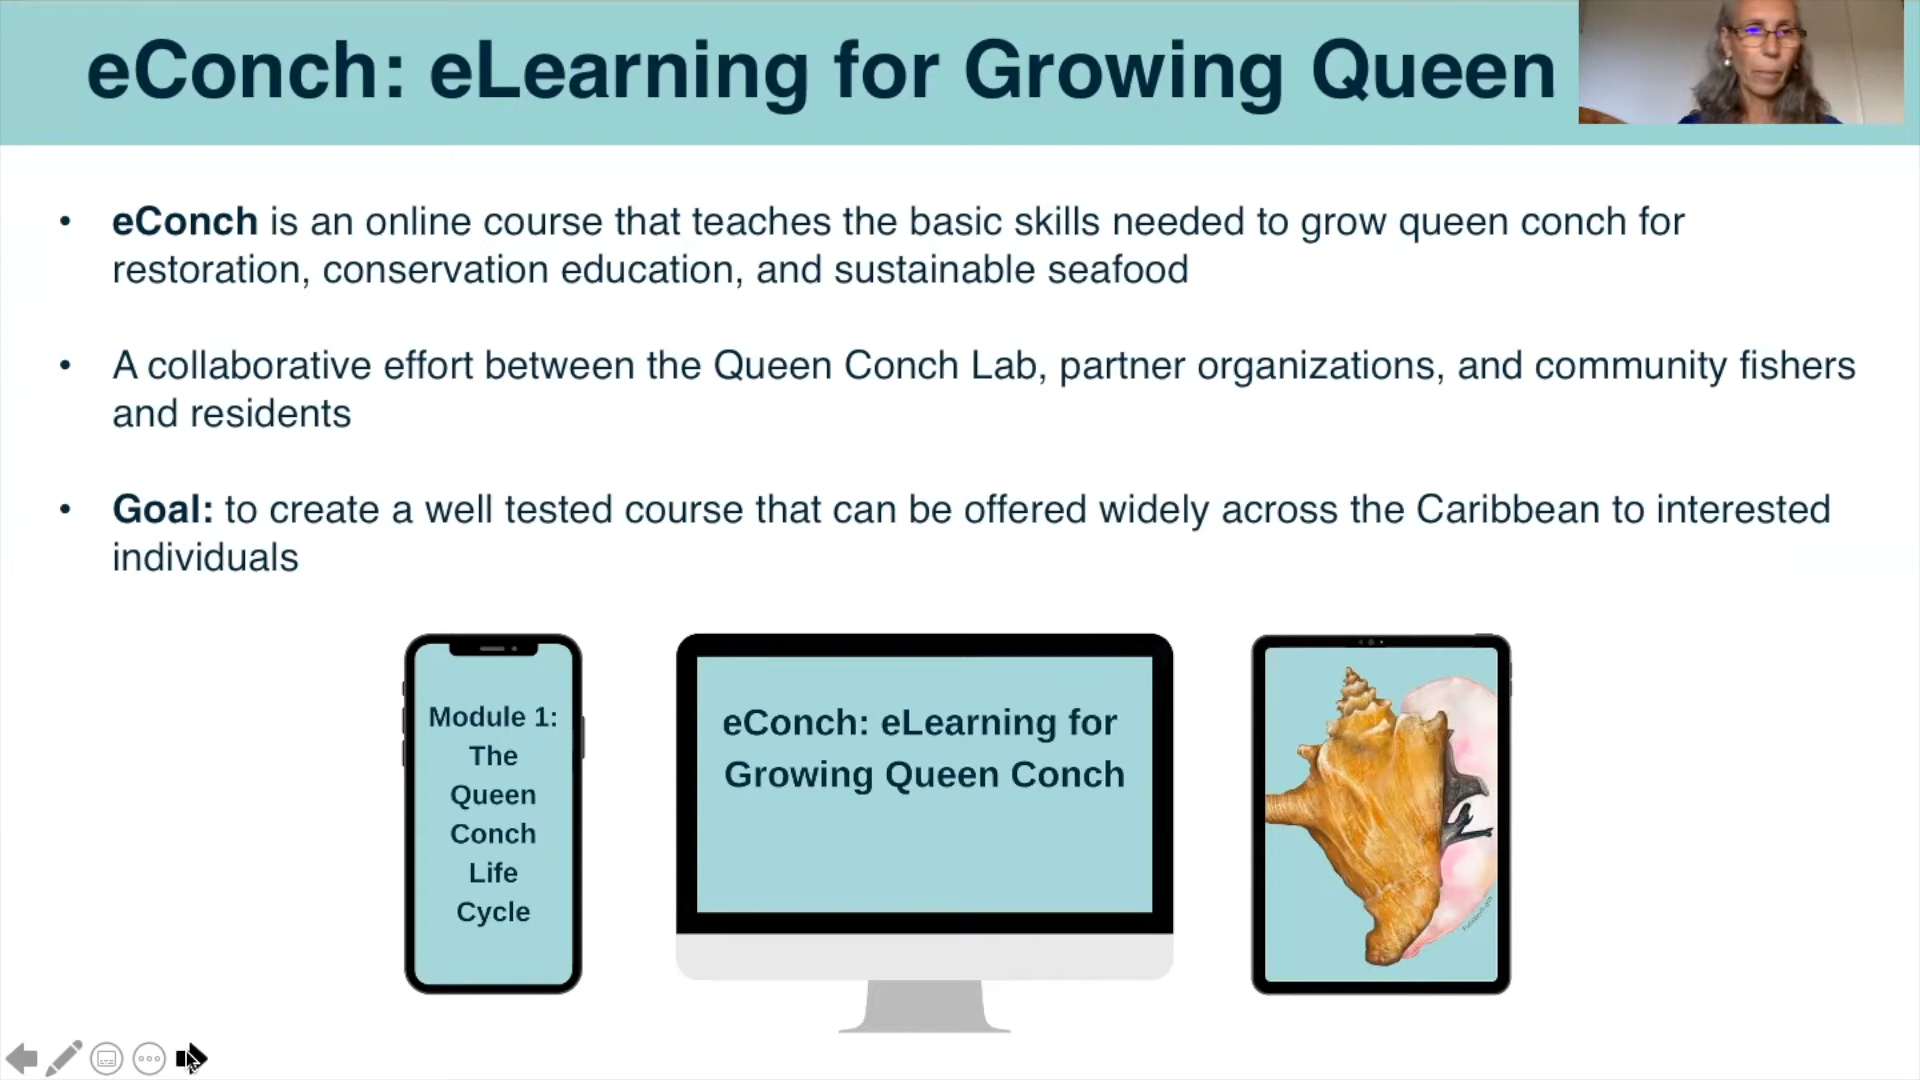 eConch: eLearning for Growing Queen
• eConch is an online course that teaches the basic skills needed to grow queen conch for
restoration, conservation education, and sustainable seafood
• A collaborative effort between the Queen Conch Lab, partner organizations, and community fishers
and residents
• Goal: to create a well tested course that can be offered widely across the Caribbean to interested
individuals
Module 1:
The
Queen
Conch
Life
Cycle
eConch: eLearning for
Growing Queen Conch